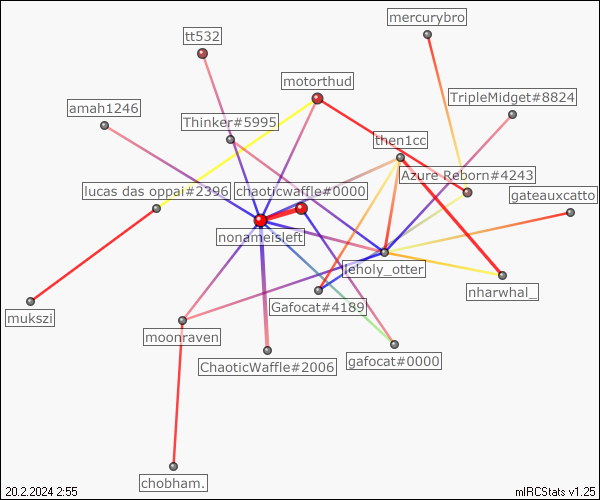 mercurybro
tt532
motorthud
TripleMidget#8824
amah1246
Thinker#5995
then1cc
Azure Reborn#4243
lucas das oppai#2396
chaoticwaffle#0000
gateauxcatto
nonameisleft
leholy_otter
nharwhal_
Gafocat#4189
mukszi
moonraven
ChaoticWaffle#2006
gafocat#0000
chobham.
20.2.2024 2:55
mIRCStats v1.25